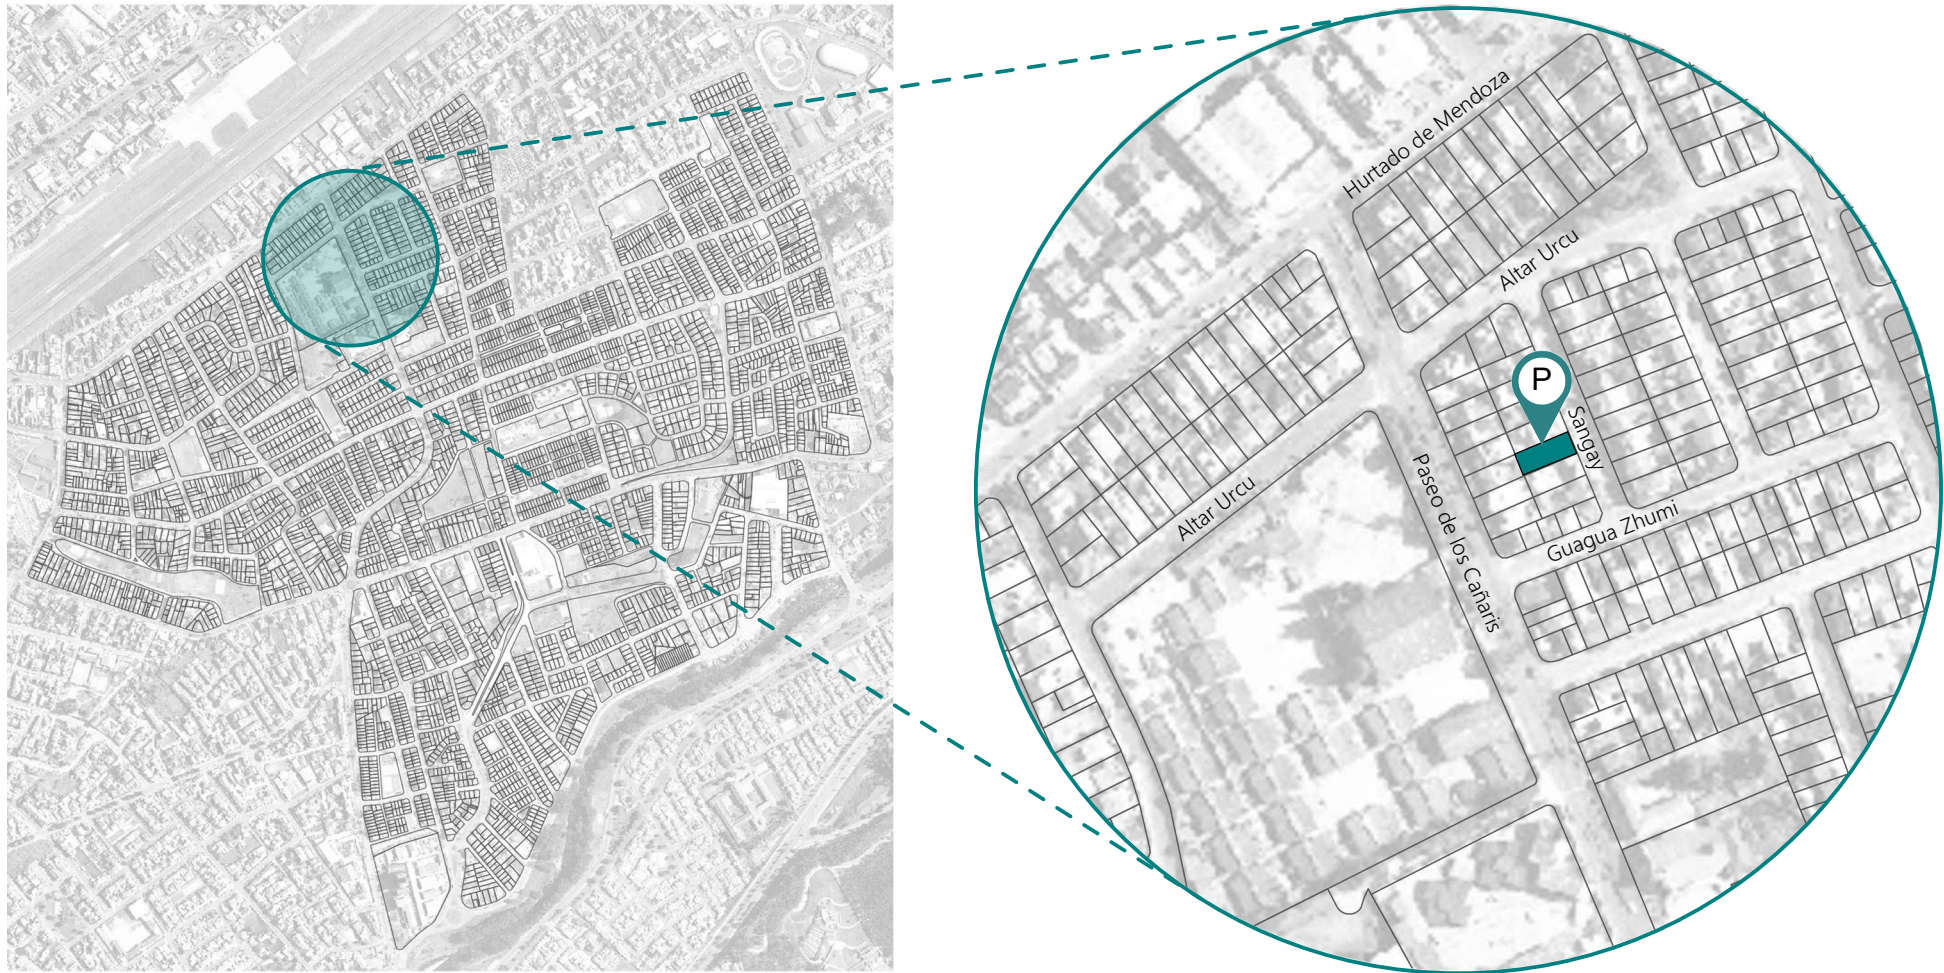 Hurtado de Mendoza
Altar Urcu
P
Sangay
Altar Urcu
Paseo de los Cañaris
Guagua Zhumi